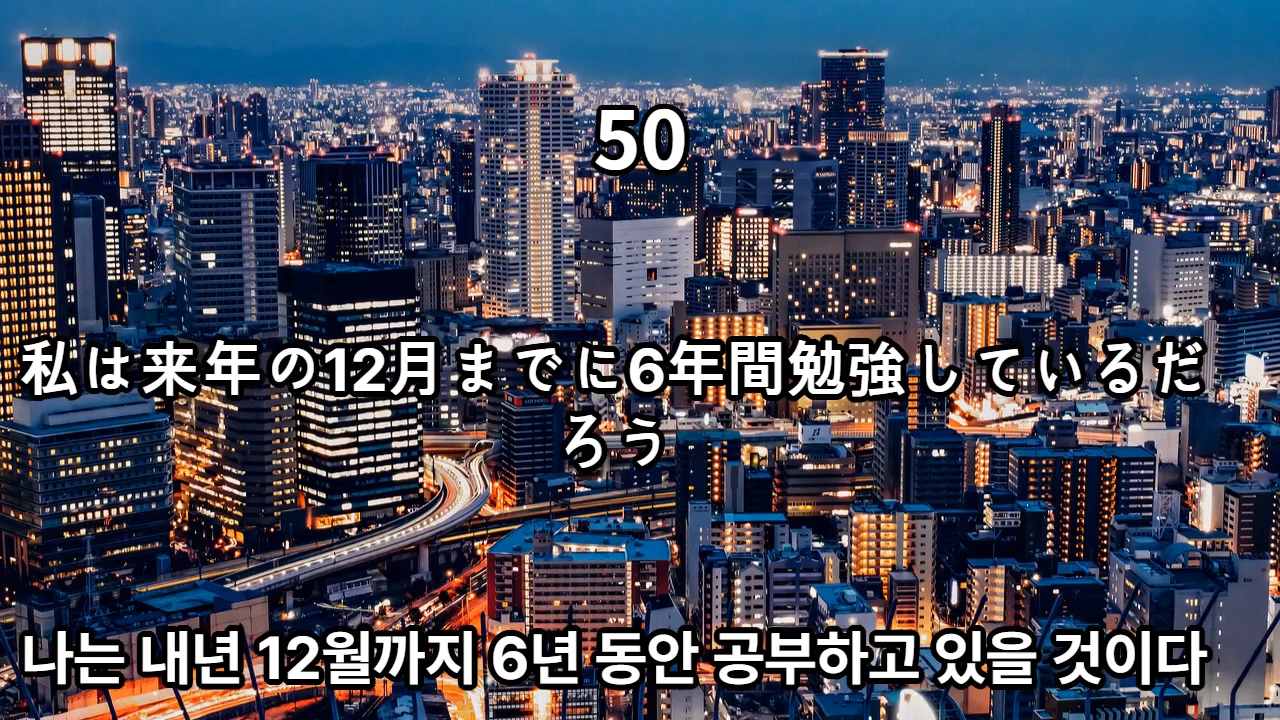 50
私は来年の12月までに6年間勉強しているだ
ろう
나는 내년 12월까지 6년 동안 공부하고 있을 것이다